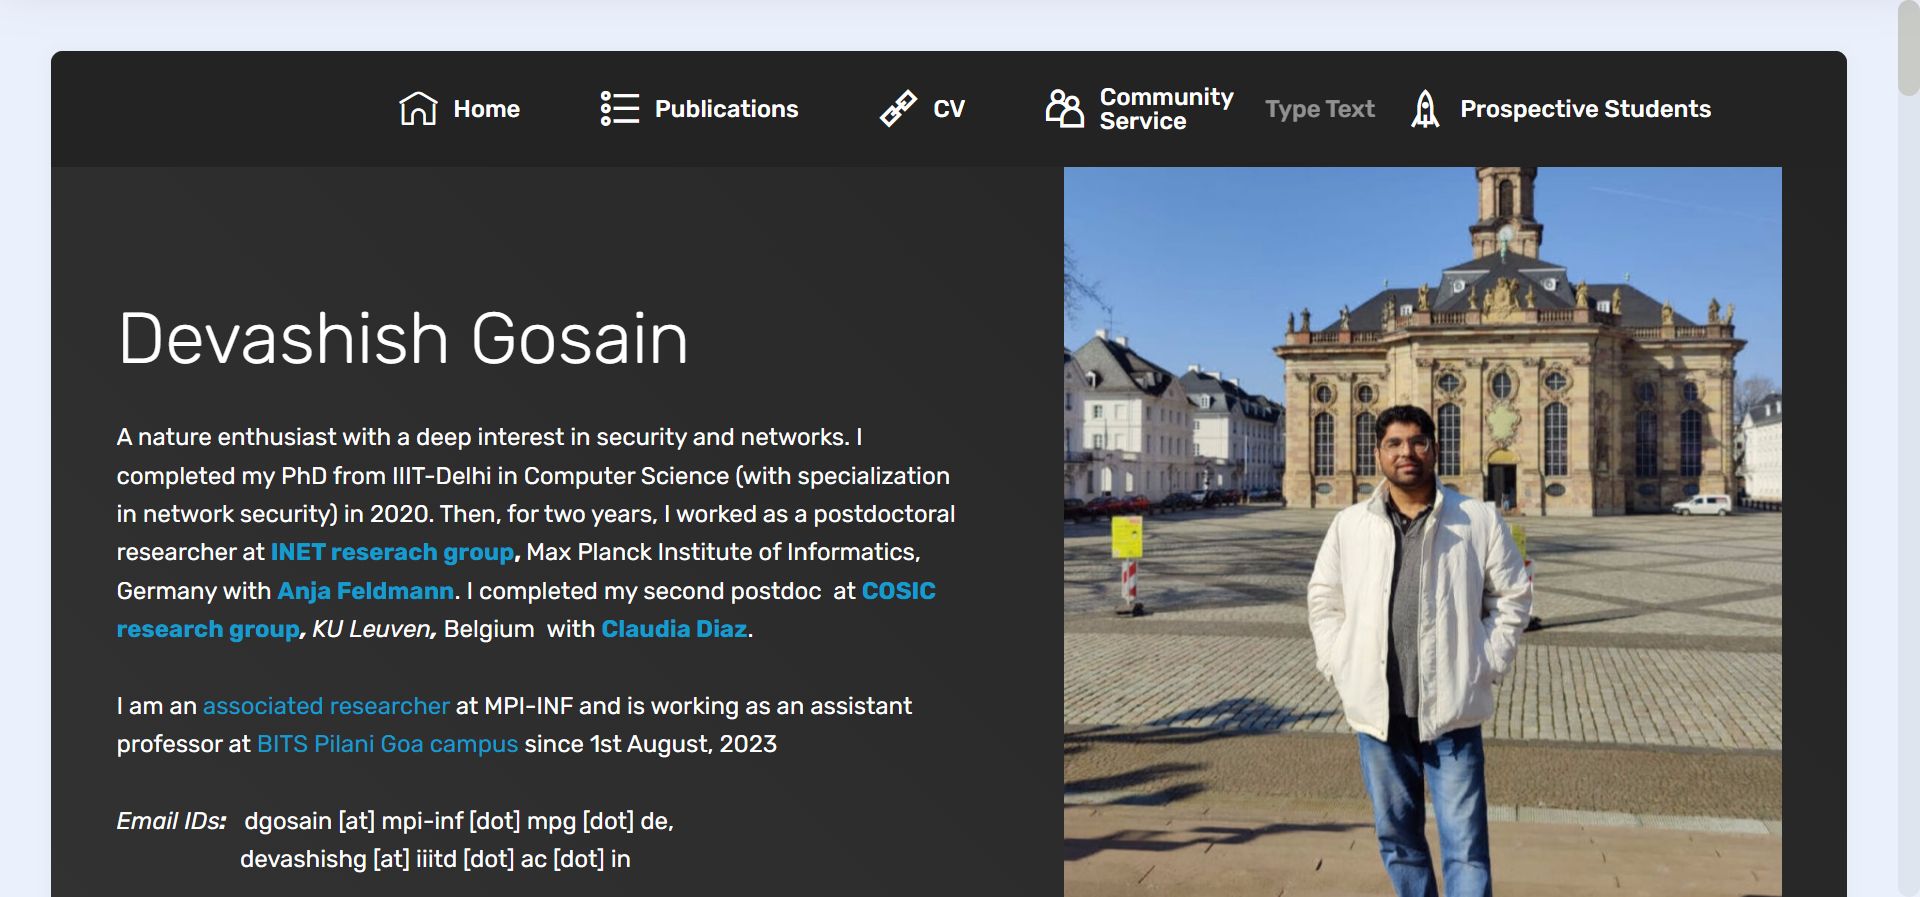 Home
Publications
CV
Community
Service
Type Text
Prospective Students
Devashish Gosain
A nature enthusiast with a deep interest in security and networks. I
completed my PhD from IIIT-Delhi in Computer Science (with specialization
in network security) in 2020. Then, for two years, I worked as a postdoctoral
researcher at INET reserach group, Max Planck Institute of Informatics,
Germany with Anja Feldmann. I completed my second postdoc  at COSIC
research group, KU Leuven, Belgium  with Claudia Diaz.
I am an associated researcher at MPI-INF and is working as an assistant
professor at BITS Pilani Goa campus since 1st August, 2023
Email IDs:   dgosain [at] mpi-inf [dot] mpg [dot] de,
devashishg [at] iiitd [dot] ac [dot] in